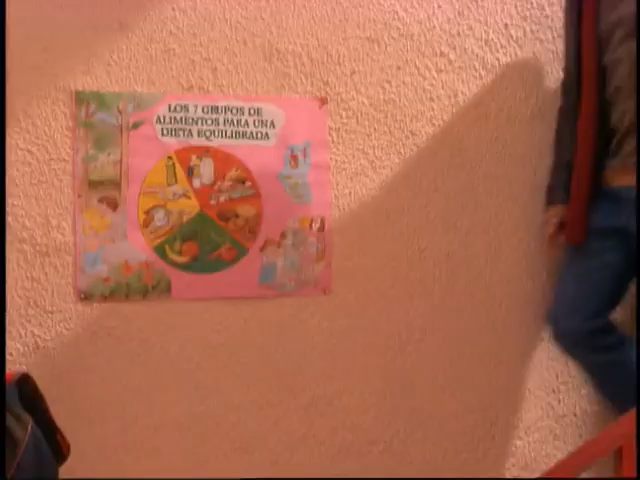 LOS 7 GRUPOS DE
ALIMENTOS PARA UNA
DIETA EQUILIBRADA